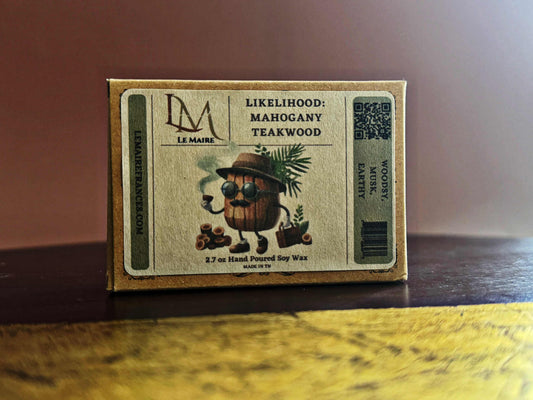 LEMAIREFRANCES.COM
LM
LE MAIRE
LIKELIHOOD:
MAHOGANY
TEAKWOOD
WOODSY,
MUSK,
EARTHY
2.7 oz Hand Poured Soy Wax
MADE IN TN